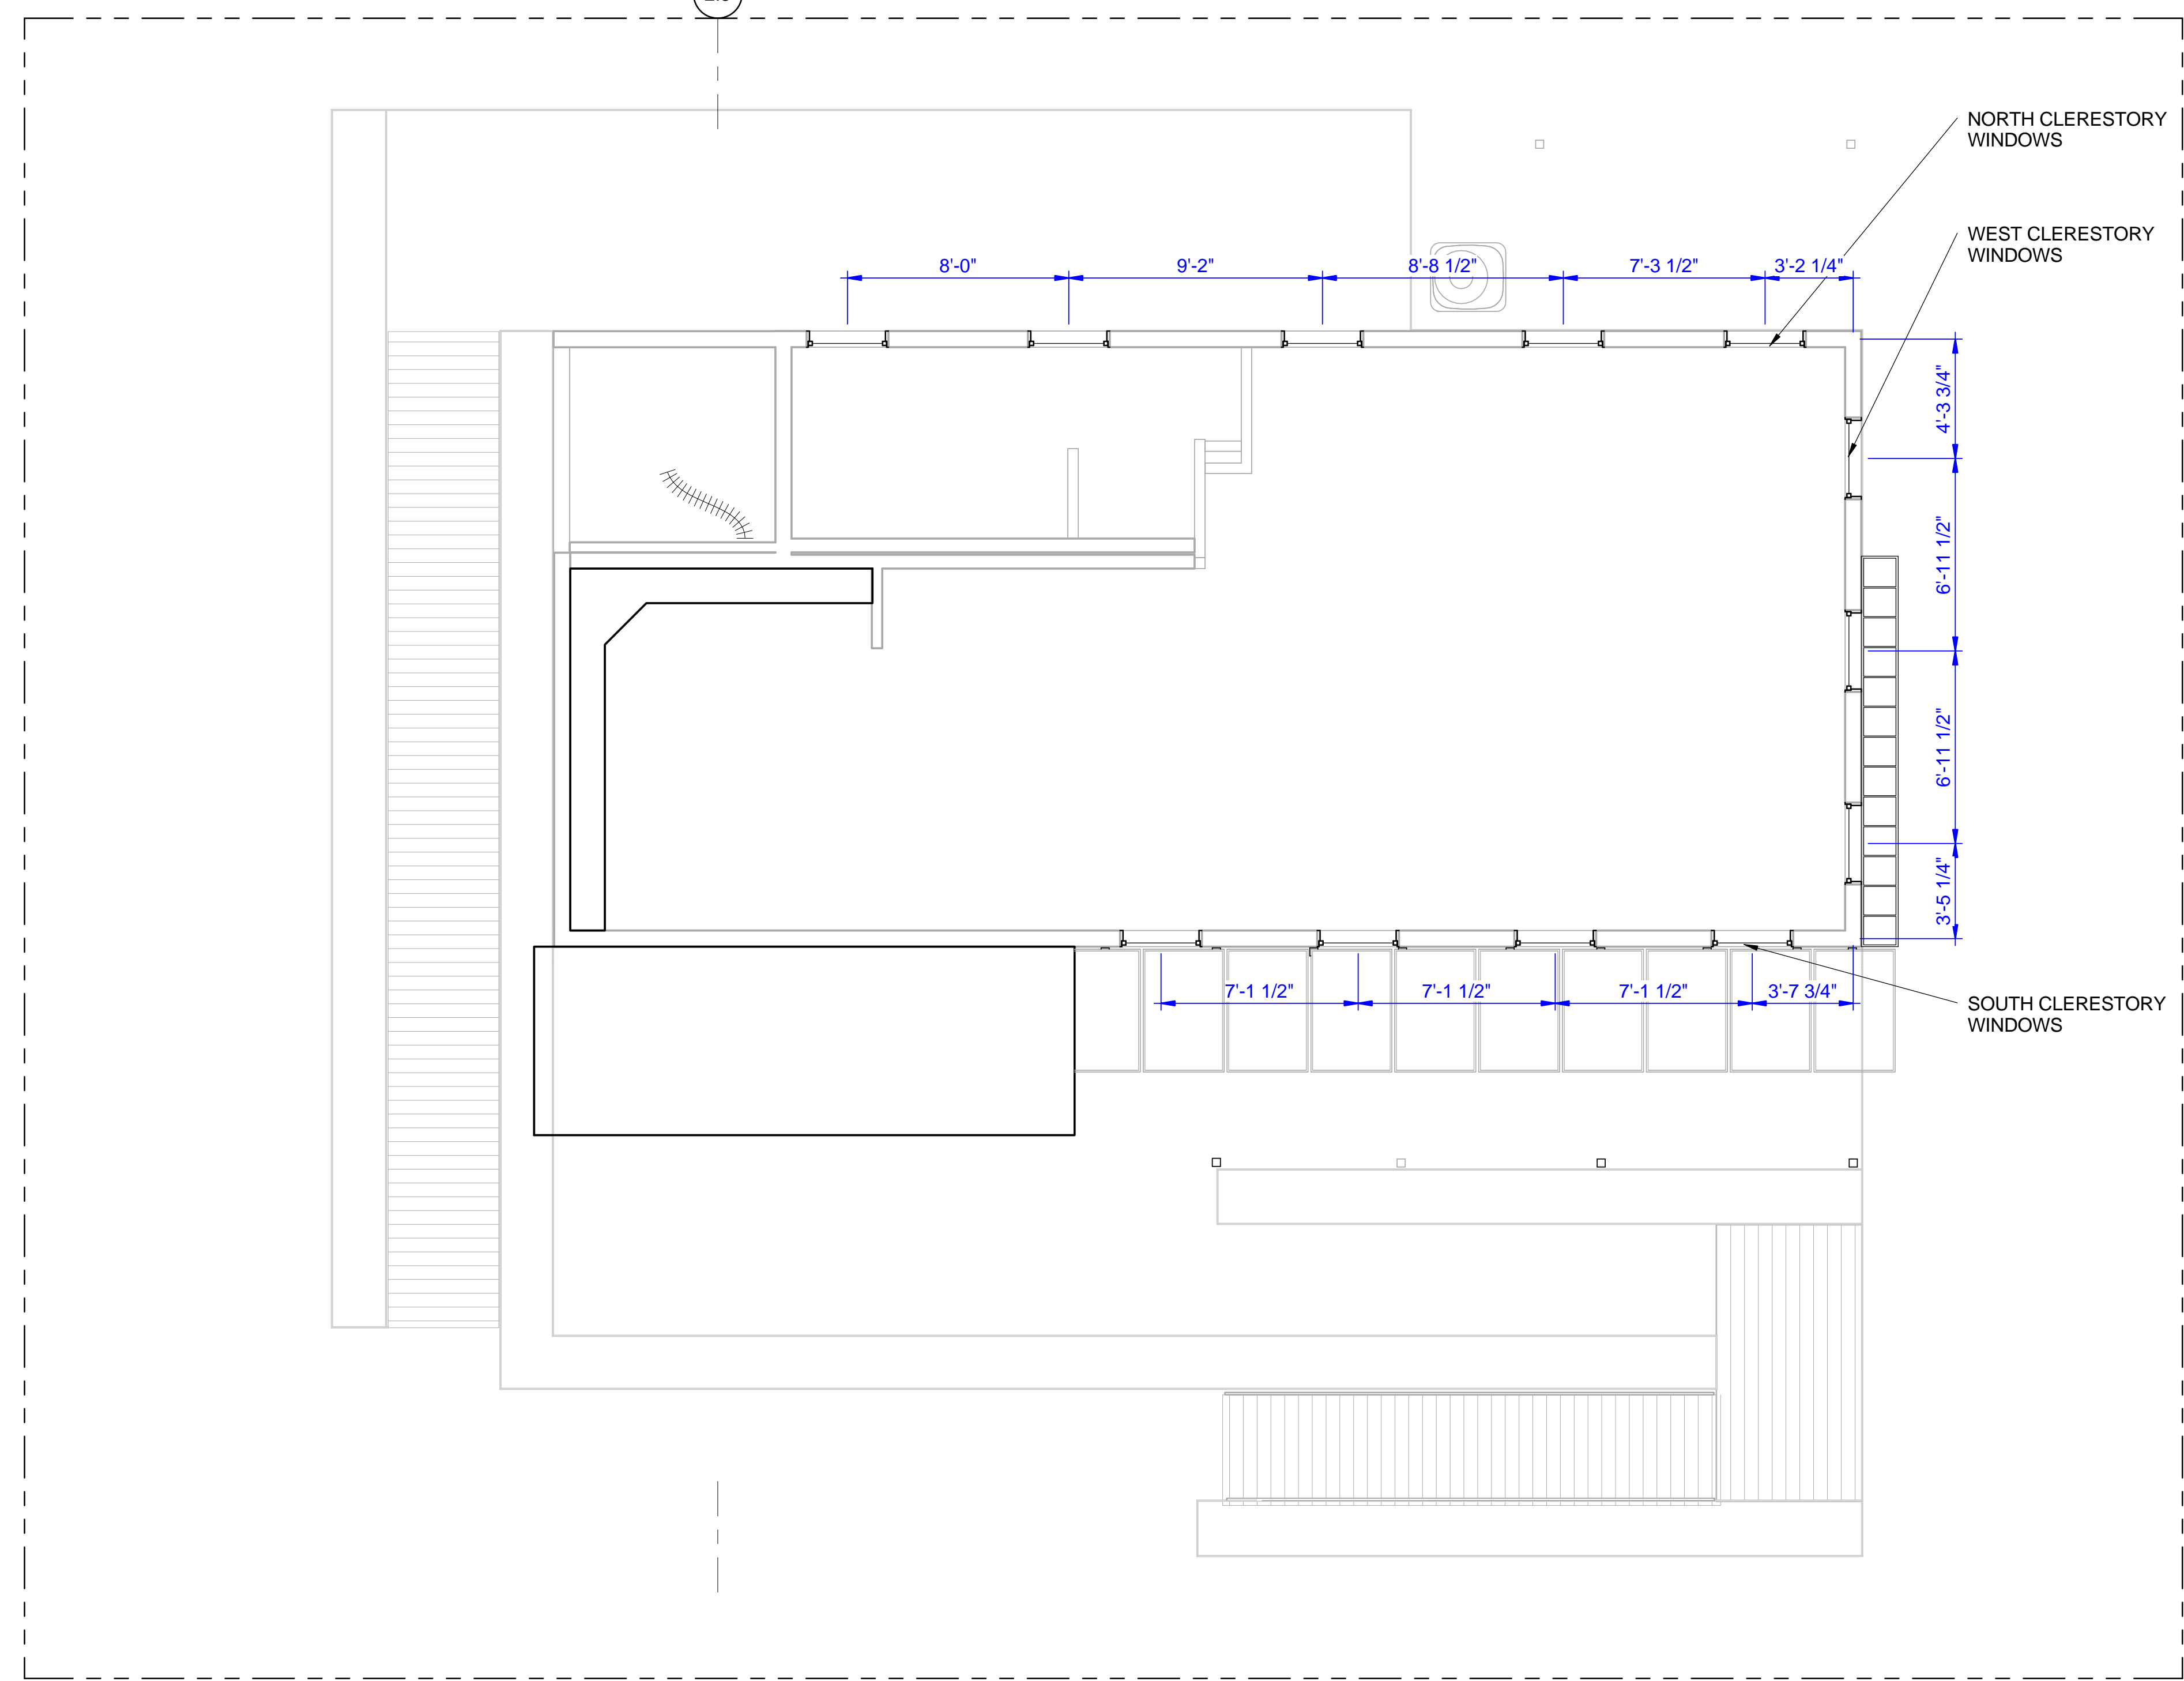 NORTH CLERESTORY
WINDOWS
WEST CLERESTORY
WINDOWS
8'-0"
9'-2"
8'-8 1/2"
7'-3 1/2"
3'-2 1/4"
4'-3 3/4"
6'-11 1/2"
6'-11 1/2"
3'-5 1/4"
7'-1 1/2"
7'-1 1/2"
7'-1 1/2"
3'-7 3/4"
SOUTH CLERESTORY
WINDOWS